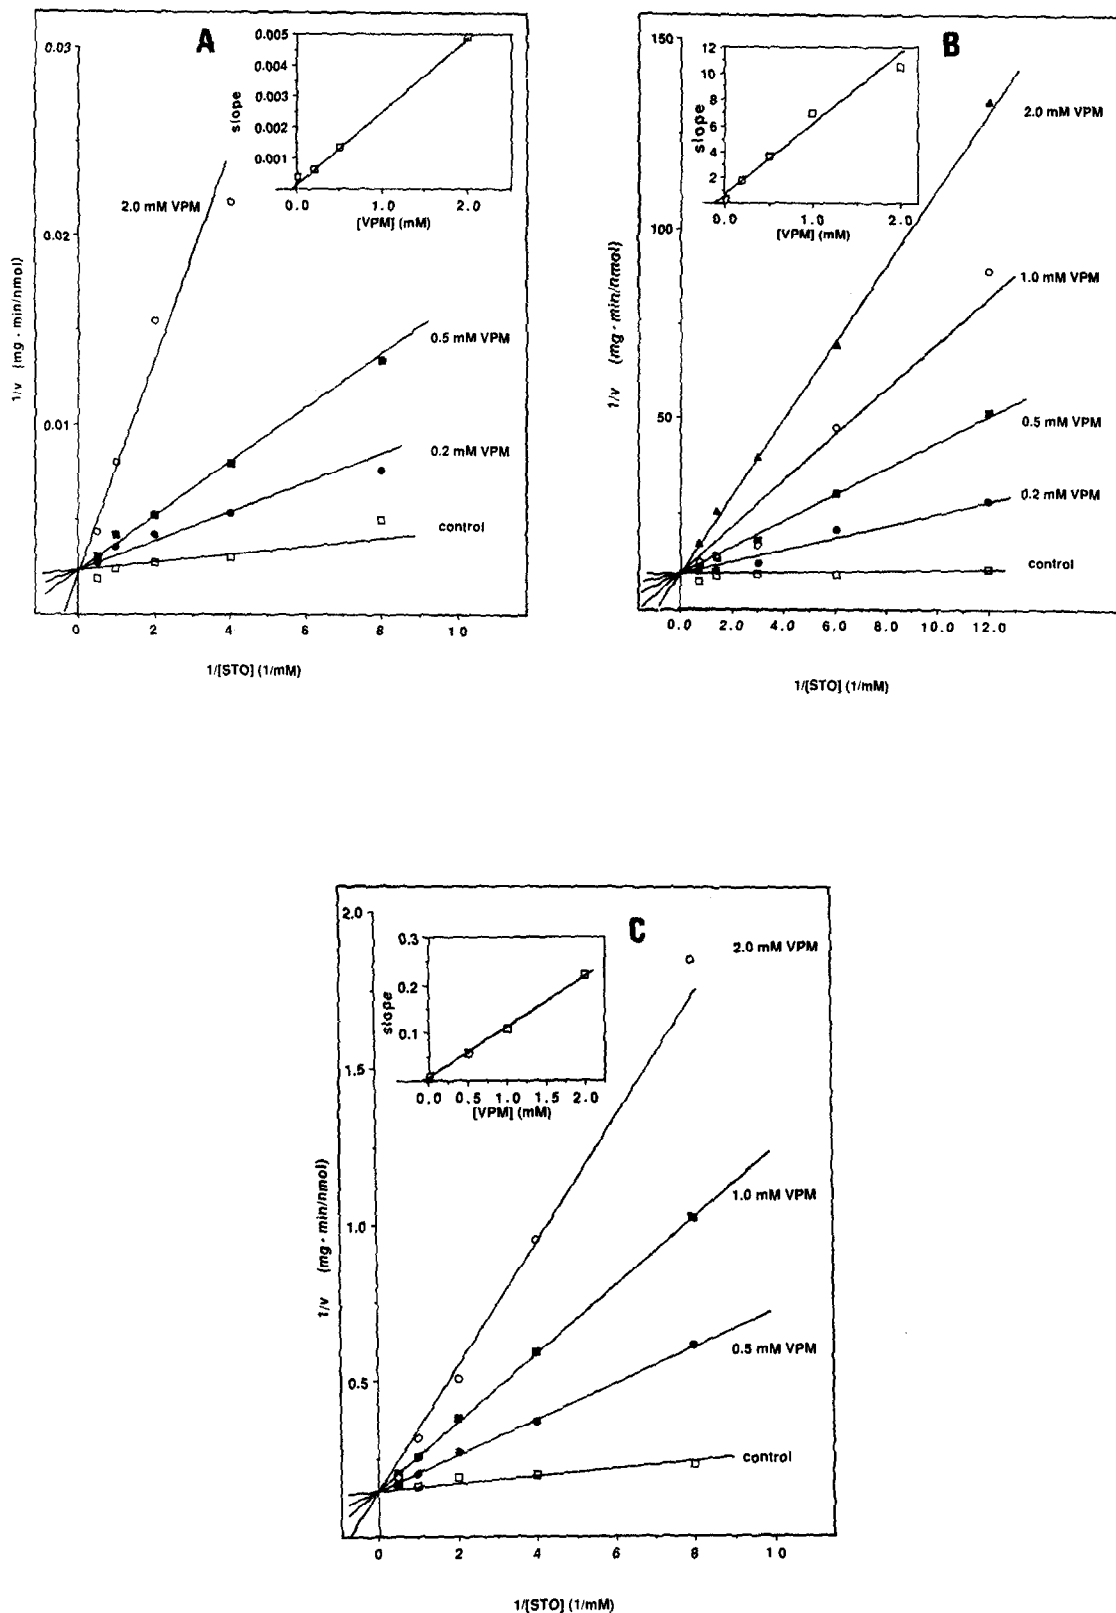 A
0.03
0.02
0.01
1/v (mg · min/nmol)
0.005
0.004
0.003
0.002
0.001
slope
0.0 1.0 2.0
[VPM] (mM)
2.0 mM VPM
0.5 mM VPM
0.2 mM VPM
control
0 2 4 6 8 1 0
1/[STO] (1/mM)
B
150
100
50
1/v (mg · min/nmol)
12
10
8
6
4
2
slope
0.0 1.0 2.0
[VPM] (mM)
2.0 mM VPM
1.0 mM VPM
0.5 mM VPM
0.2 mM VPM
control
0.0 2.0 4.0 6.0 8.0 10.0 12.0
1/[STO] (1/mM)
C
2.0
1.5
1.0
0.5
1/v (mg · min/nmol)
0.3
0.2
0.1
slope
0.0 0.5 1.0 1.5 2.0
[VPM] (mM)
2.0 mM VPM
1.0 mM VPM
0.5 mM VPM
control
0 2 4 6 8 1 0
1/[STO] (1/mM)